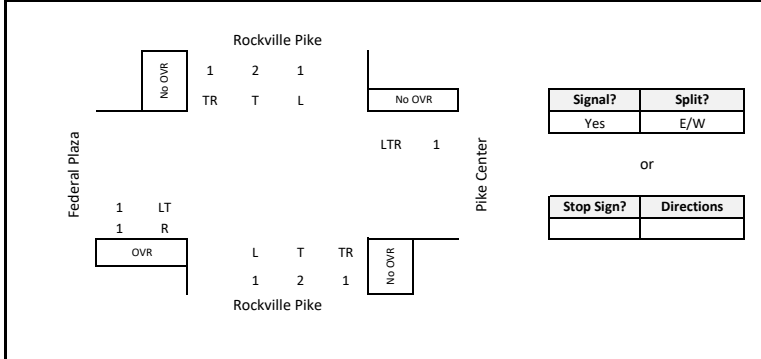 Rockville Pike
No OVR
1 2 1
TR T L
No OVR
Signal? Split?
Yes E/W
LTR 1
Federal Plaza
Pike Center
or
Stop Sign? Directions
1 LT
1 R
OVR
L T TR
No OVR
1 2 1
Rockville Pike